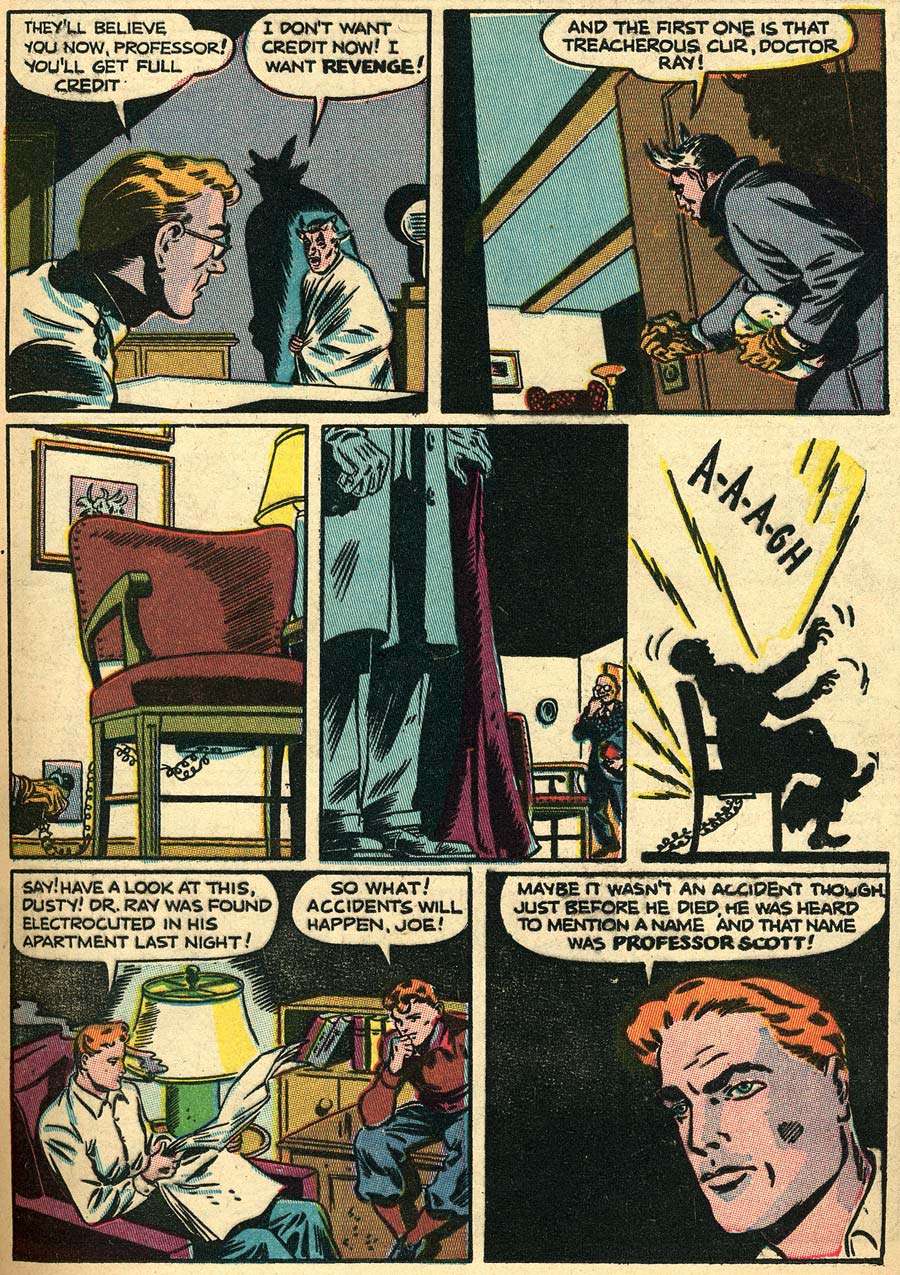 THEY'LL BELIEVE
YOU NOW, PROFESSOR!
YOU'LL GET FULL
CREDIT
I DON'T WANT
CREDIT NOW! I
WANT REVENGE!
AND THE FIRST ONE IS THAT
TREACHEROUS CUR, DOCTOR
RAY!
A-A-A-GH
SAY! HAVE A LOOK AT THIS,
DUSTY! DR. RAY WAS FOUND
ELECTROCUTED IN HIS
APARTMENT LAST NIGHT!
SO WHAT!
ACCIDENTS WILL
HAPPEN, JOE!
MAYBE IT WASN'T AN ACCIDENT THOUGH
JUST BEFORE HE DIED, HE WAS HEARD
TO MENTION A NAME AND THAT NAME
WAS PROFESSOR SCOTT!